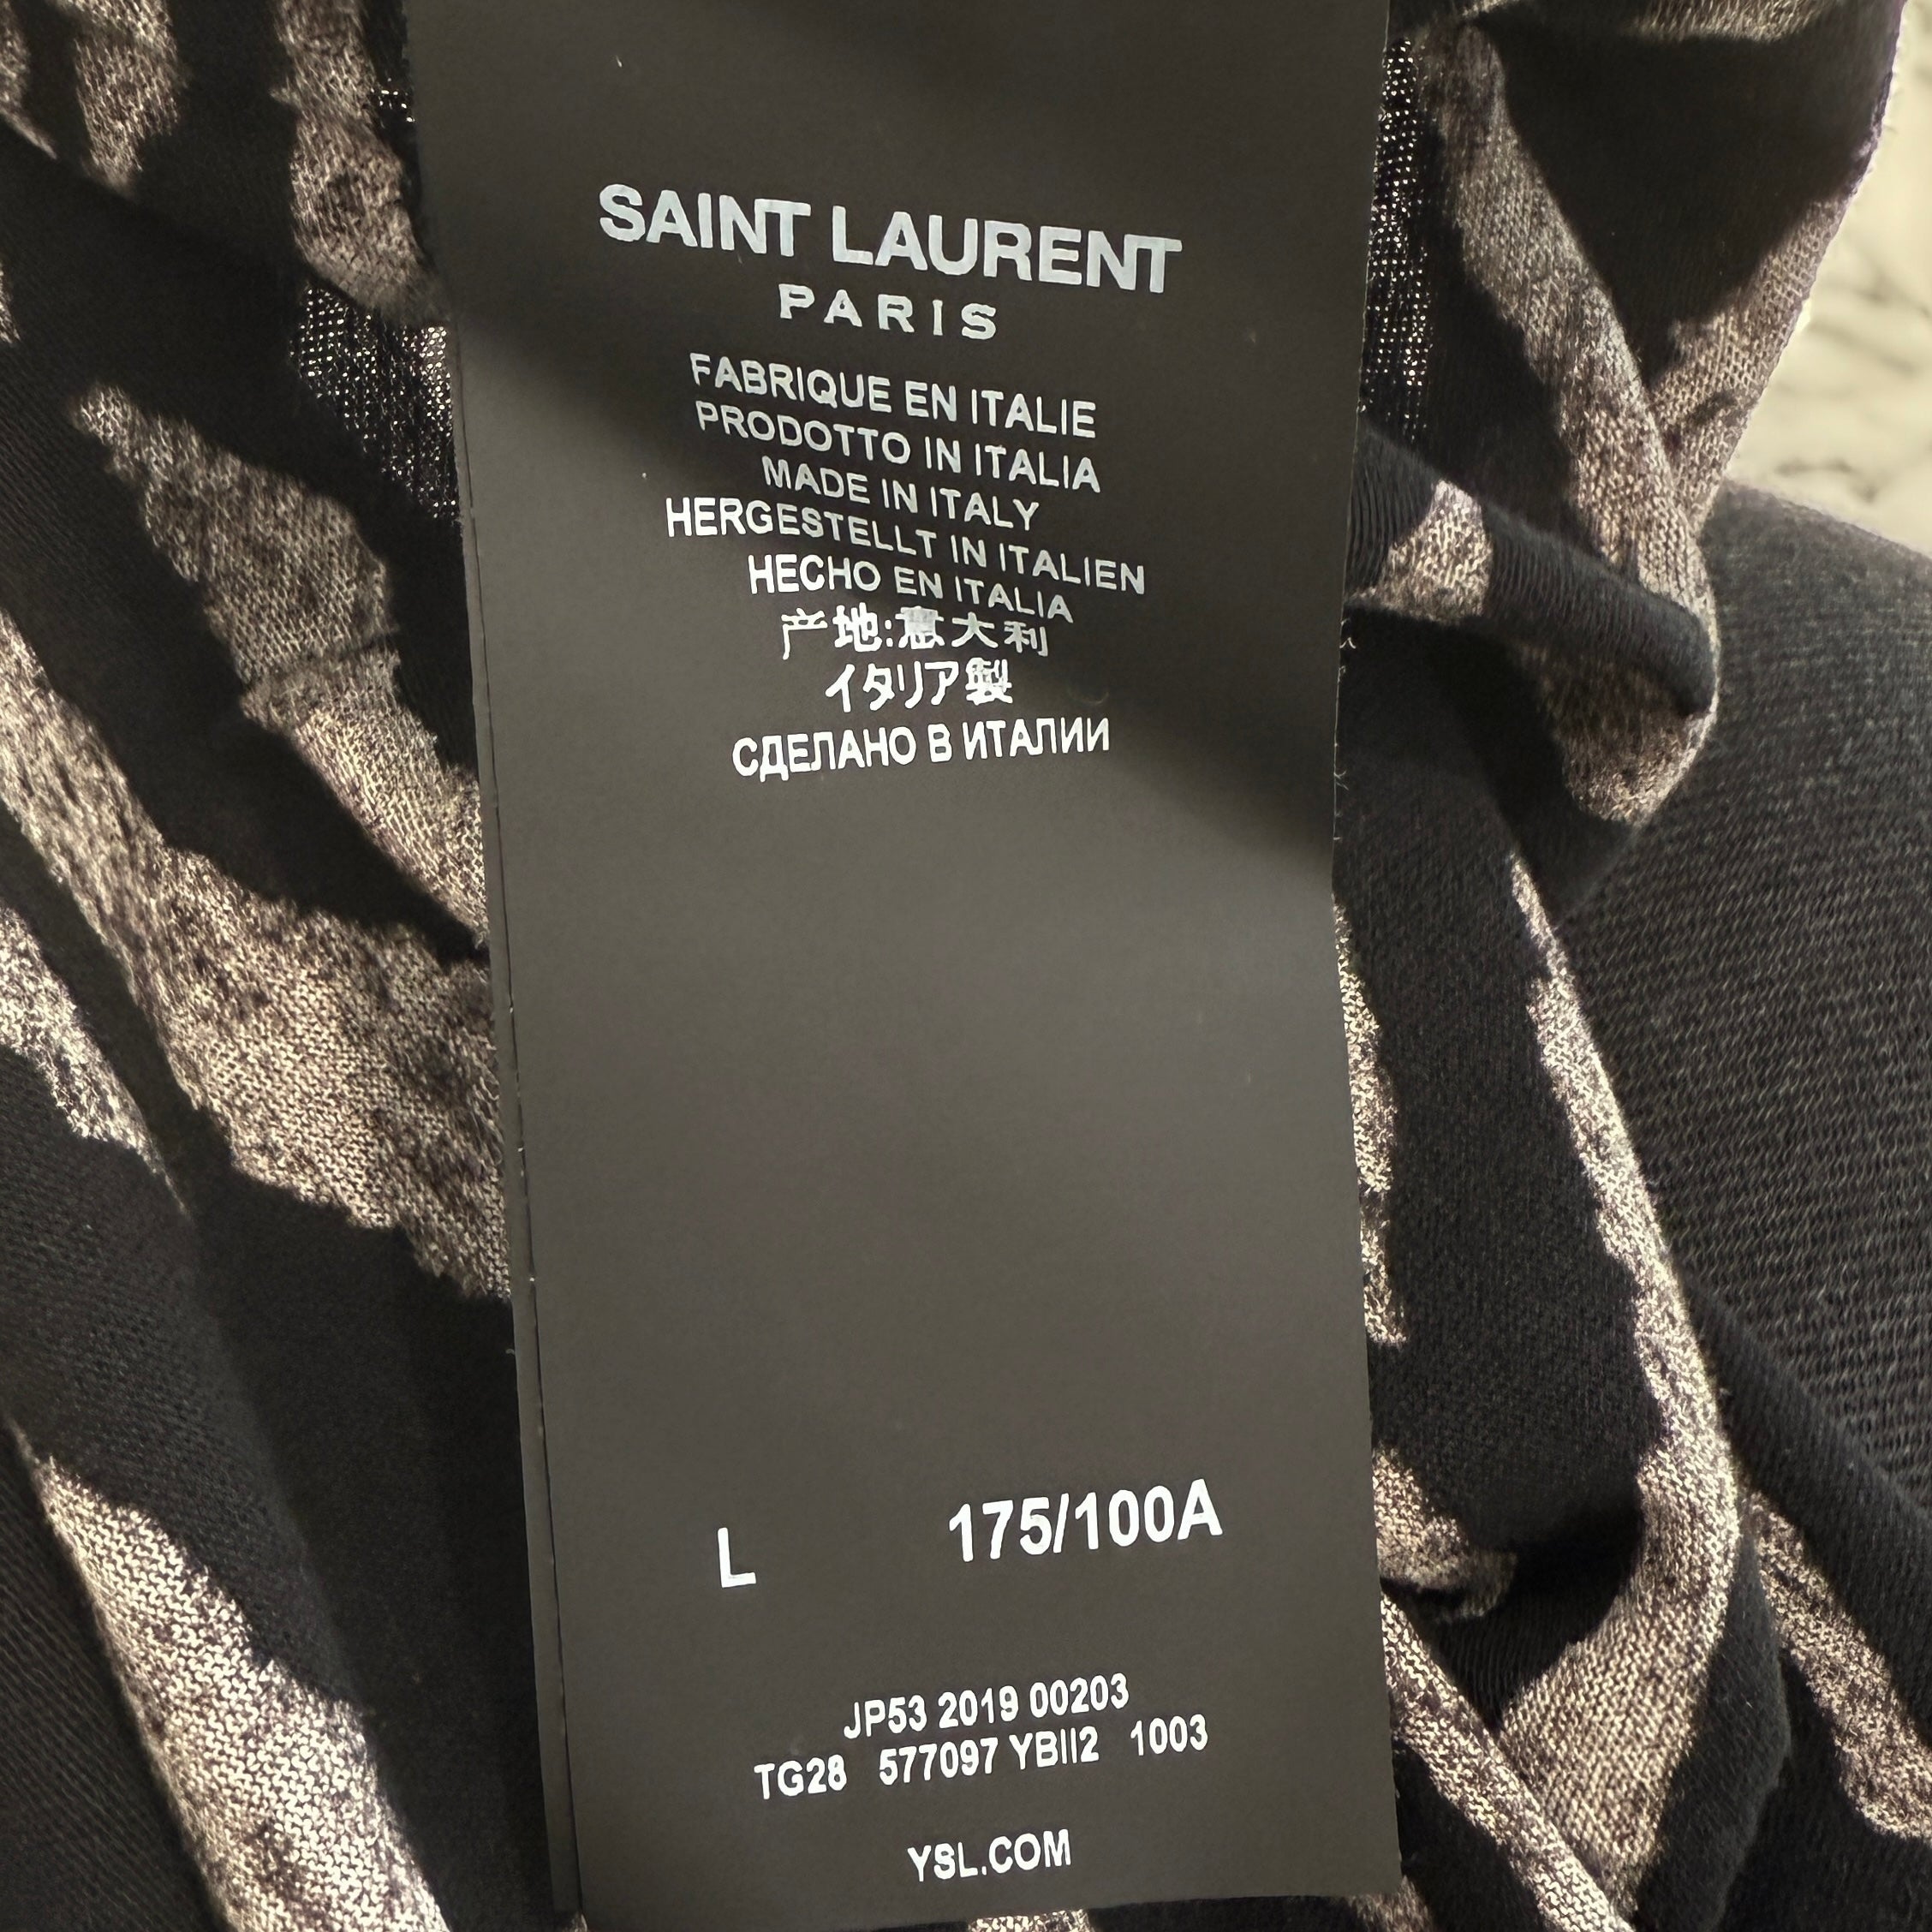 SAINT LAURENT
PARIS
FABRIQUE EN ITALIE
PRODOTTO IN ITALIA
MADE IN ITALY
HERGESTELLT IN ITALIEN
HECHO EN ITALIA
产地:意大利
イタリア製
СДЕЛАНО В ИТАЛИИ
L 175/100A
JP53 2019 00203
TG28 577097 YBII2 1003
YSL.COM